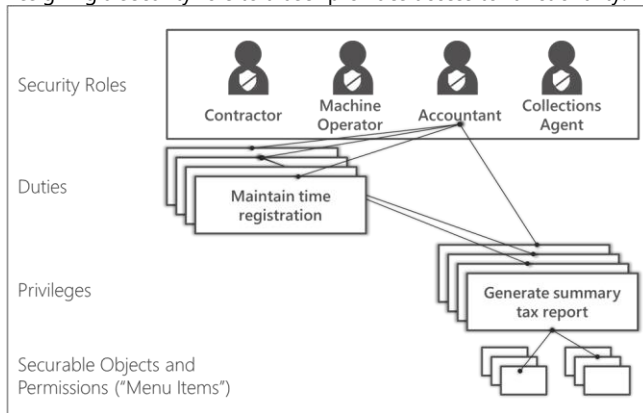 Security Roles
Contractor
Machine
Operator
Accountant
Collections
Agent
Duties
Maintain time
registration
Privileges
Generate summary
tax report
Securable Objects and
Permissions (“Menu Items”)